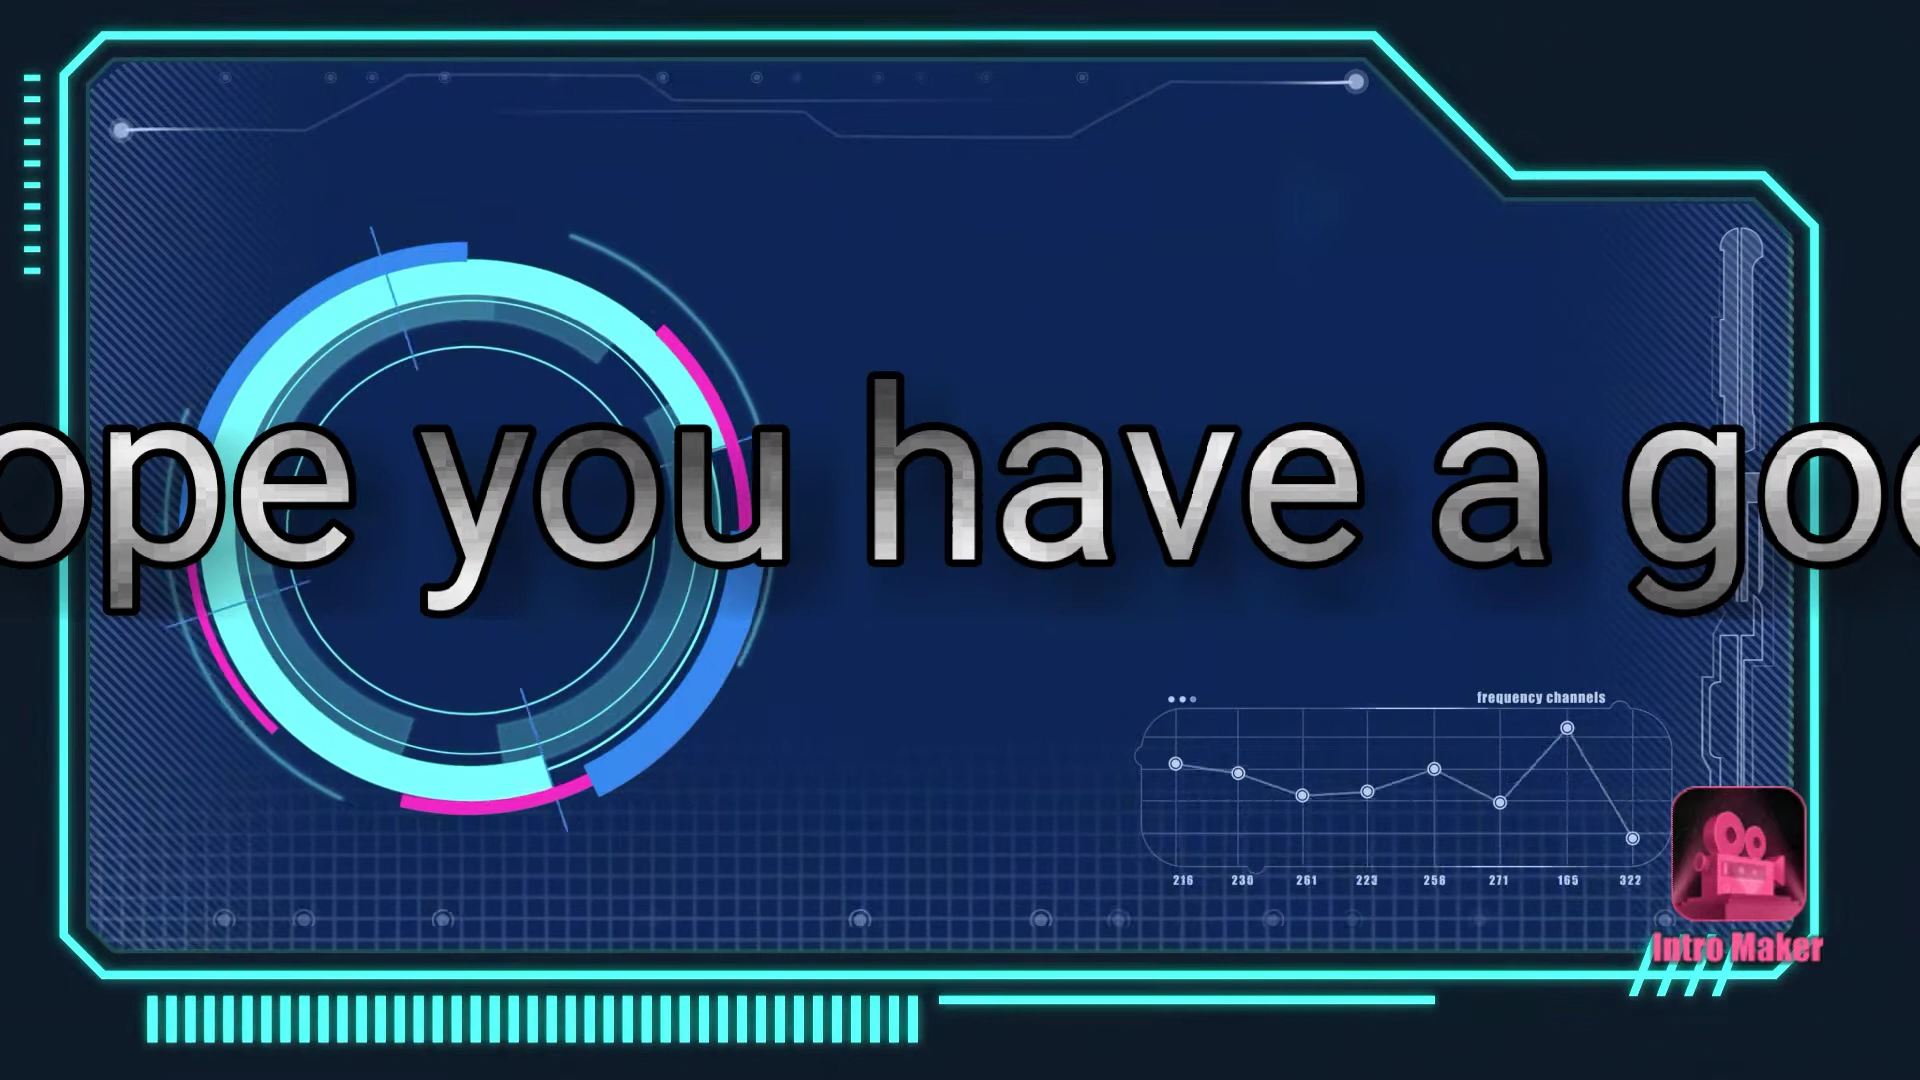 ope you have a goo
frequency channels
216 230 261 223 256 271 165 322
Intro Maker